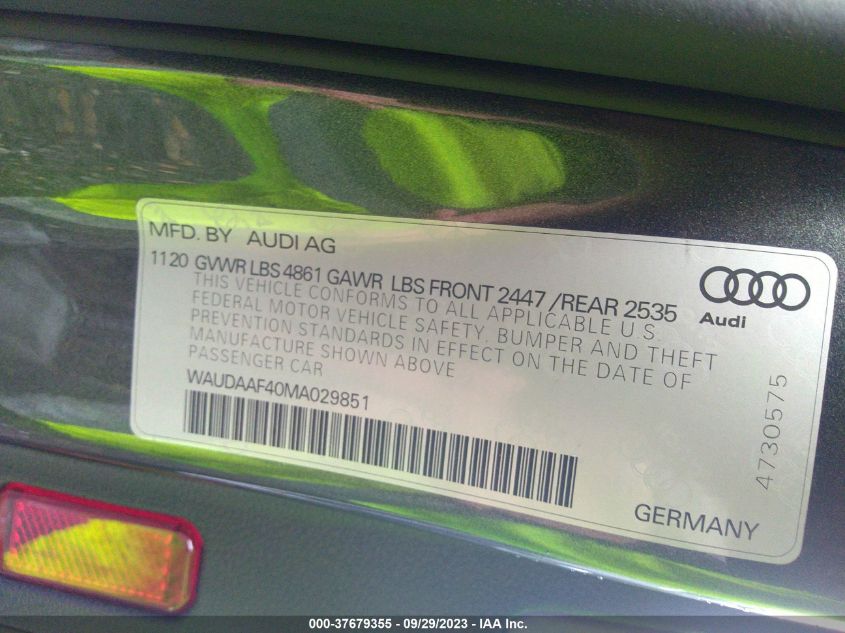 MFD. BY AUDI AG
1120 GVWR LBS 4861 GAWR LBS FRONT 2447 /REAR 2535
THIS VEHICLE CONFORMS TO ALL APPLICABLE U.S.
FEDERAL MOTOR VEHICLE SAFETY, BUMPER AND THEFT
PREVENTION STANDARDS IN EFFECT ON THE DATE OF
MANUFACTURE SHOWN ABOVE
PASSENGER CAR
WAUDAAF40MA029851
Audi
4730575
GERMANY
000-37679355 - 09/29/2023 - IAA Inc.